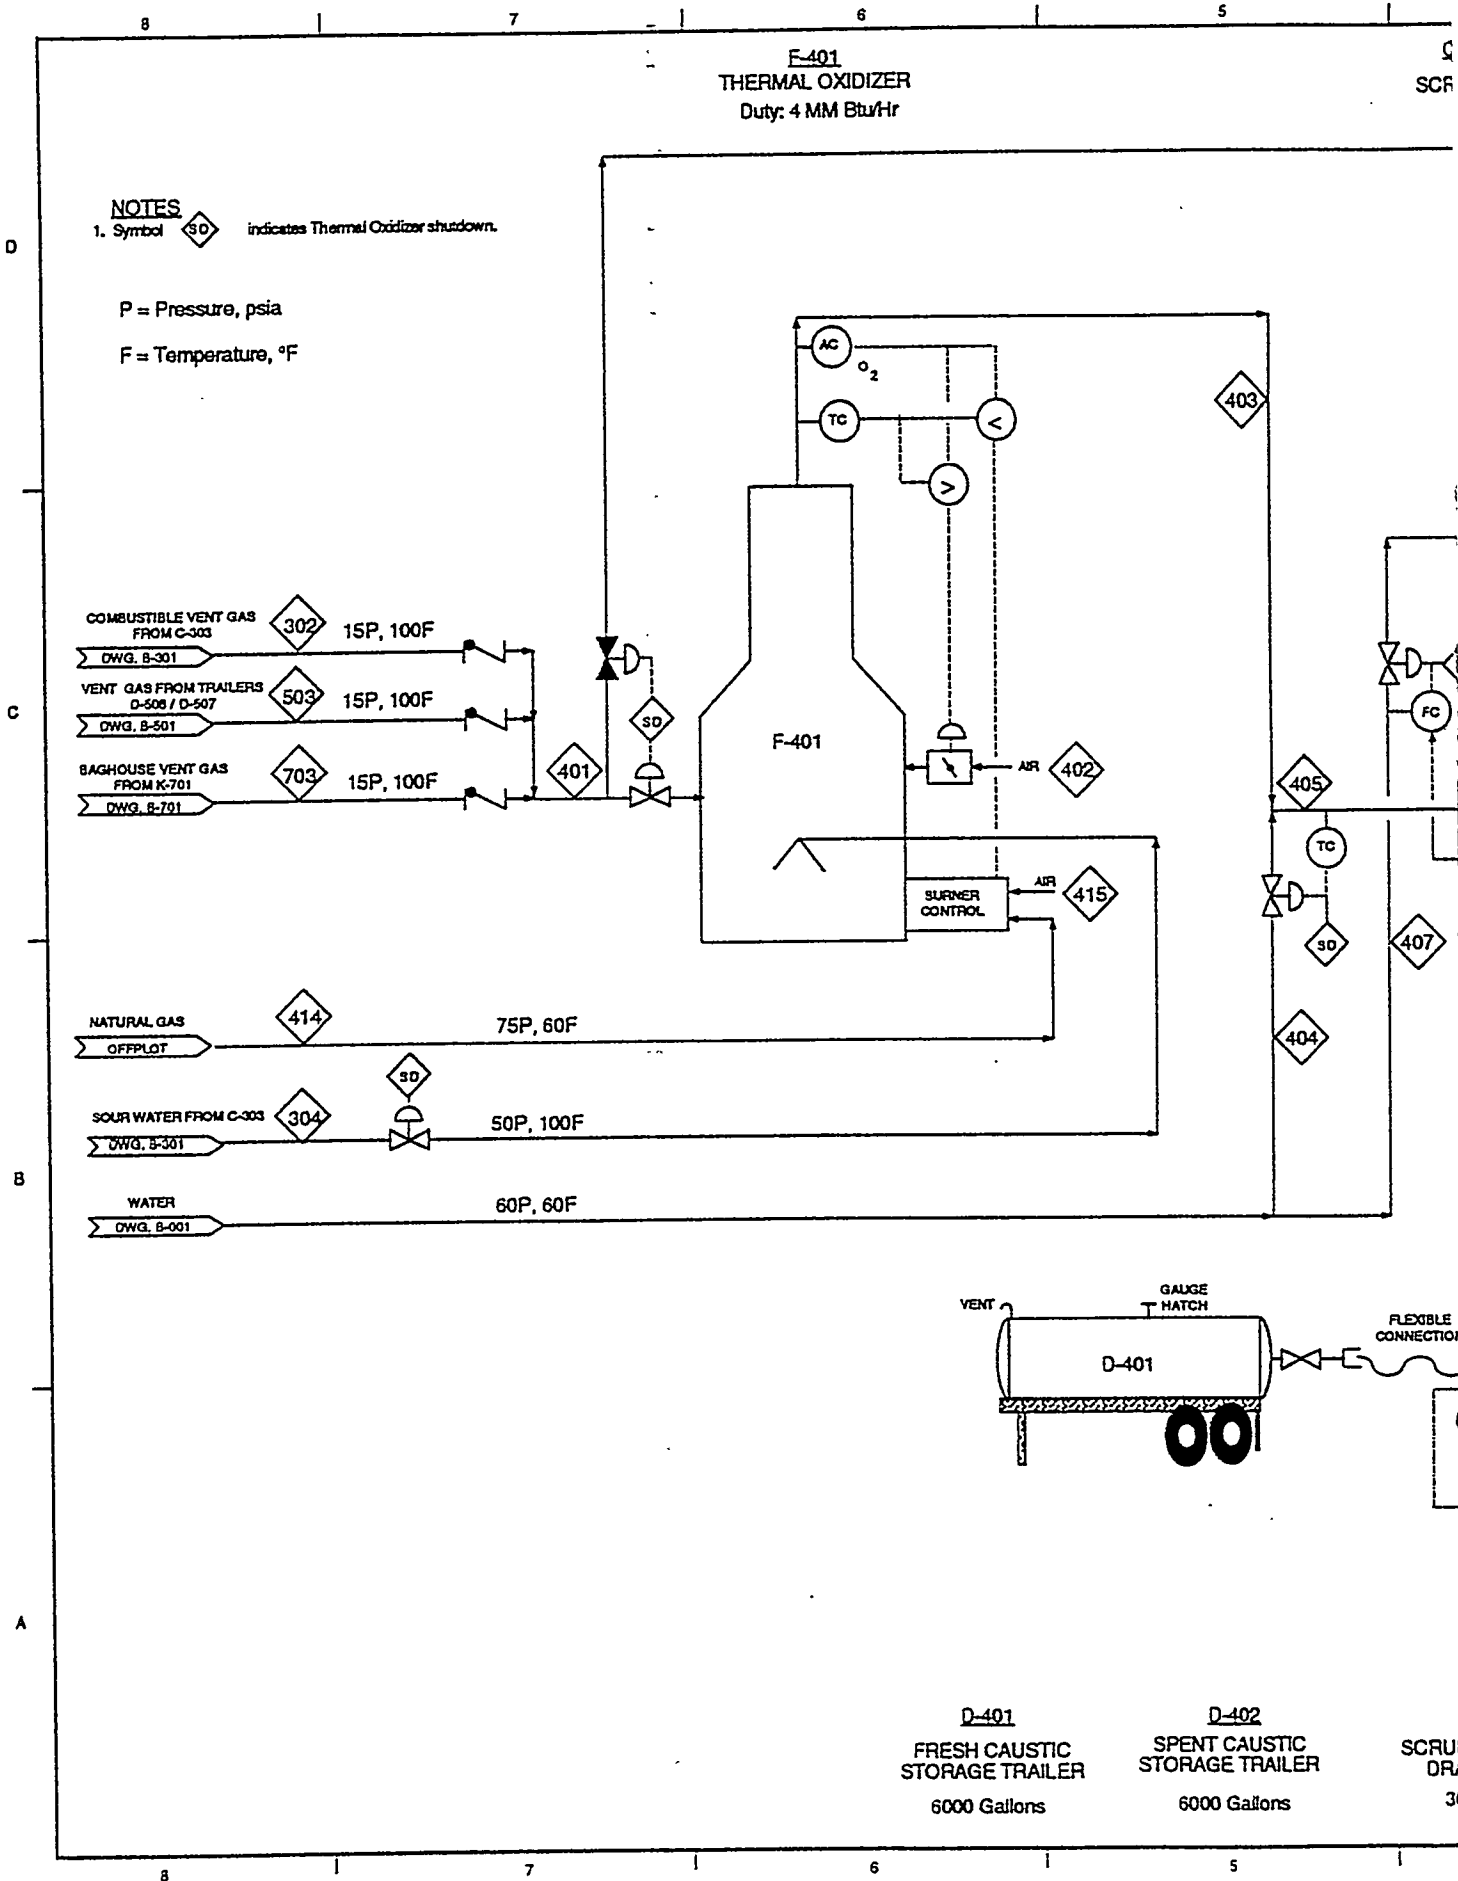 8 7 6 5
F-401
THERMAL OXIDIZER
Duty: 4 MM Btu/Hr
SCR
NOTES
1. Symbol SD indicates Thermal Oxidizer shutdown.
D
P = Pressure, psia
F = Temperature, °F
AC
O2
TC
<
>
403
COMBUSTIBLE VENT GAS
FROM C-303
302
15P, 100F
DWG. B-301
VENT GAS FROM TRAILERS
D-506 / D-507
503
15P, 100F
DWG. B-501
C
SD
FC
F-401
BAGHOUSE VENT GAS
FROM K-701
703
15P, 100F
DWG. B-701
401
AIR
402
405
TC
BURNER
CONTROL
AIR
415
SD
407
NATURAL GAS
OFFPLOT
414
75P, 60F
404
SD
SOUR WATER FROM C-303
304
50P, 100F
DWG. B-301
B
WATER
DWG. B-001
60P, 60F
VENT
GAUGE
HATCH
FLEXIBLE
CONNECTION
D-401
A
D-401
FRESH CAUSTIC
STORAGE TRAILER
6000 Gallons
D-402
SPENT CAUSTIC
STORAGE TRAILER
6000 Gallons
SCRU
DRA
8 7 6 5